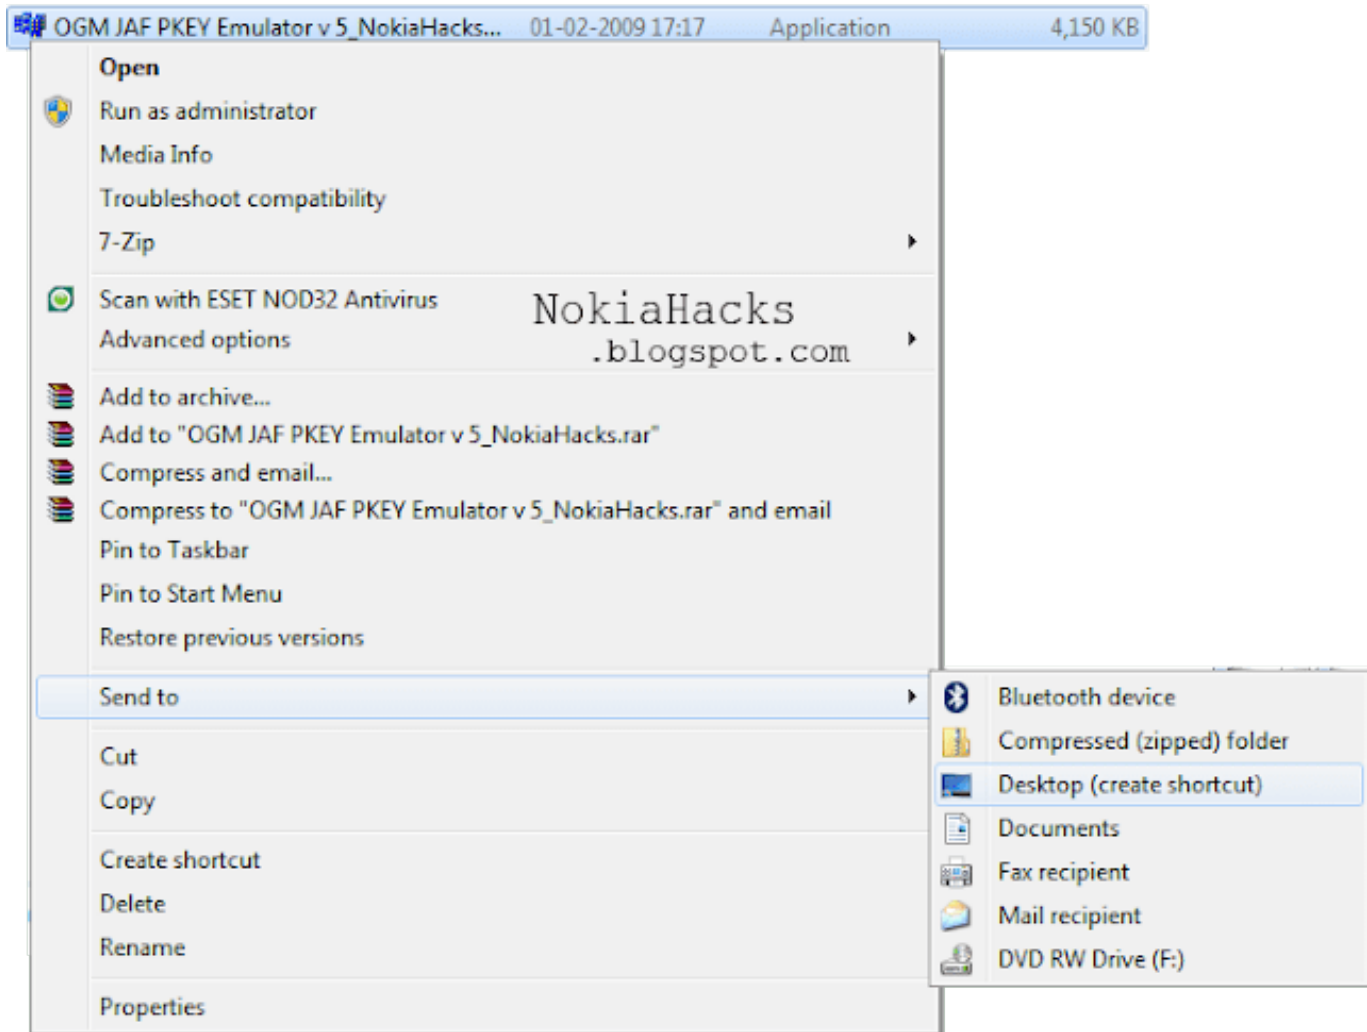 OGM JAF PKEY Emulator v 5_NokiaHacks... 01-02-2009 17:17 Application 4,150 KB
Open
Run as administrator
Media Info
Troubleshoot compatibility
7-Zip
Scan with ESET NOD32 Antivirus
Advanced options
NokiaHacks
.blogspot.com
Add to archive...
Add to "OGM JAF PKEY Emulator v 5_NokiaHacks.rar"
Compress and email...
Compress to "OGM JAF PKEY Emulator v 5_NokiaHacks.rar" and email
Pin to Taskbar
Pin to Start Menu
Restore previous versions
Send to
Cut
Copy
Create shortcut
Delete
Rename
Properties
Bluetooth device
Compressed (zipped) folder
Desktop (create shortcut)
Documents
Fax recipient
Mail recipient
DVD RW Drive (F:)